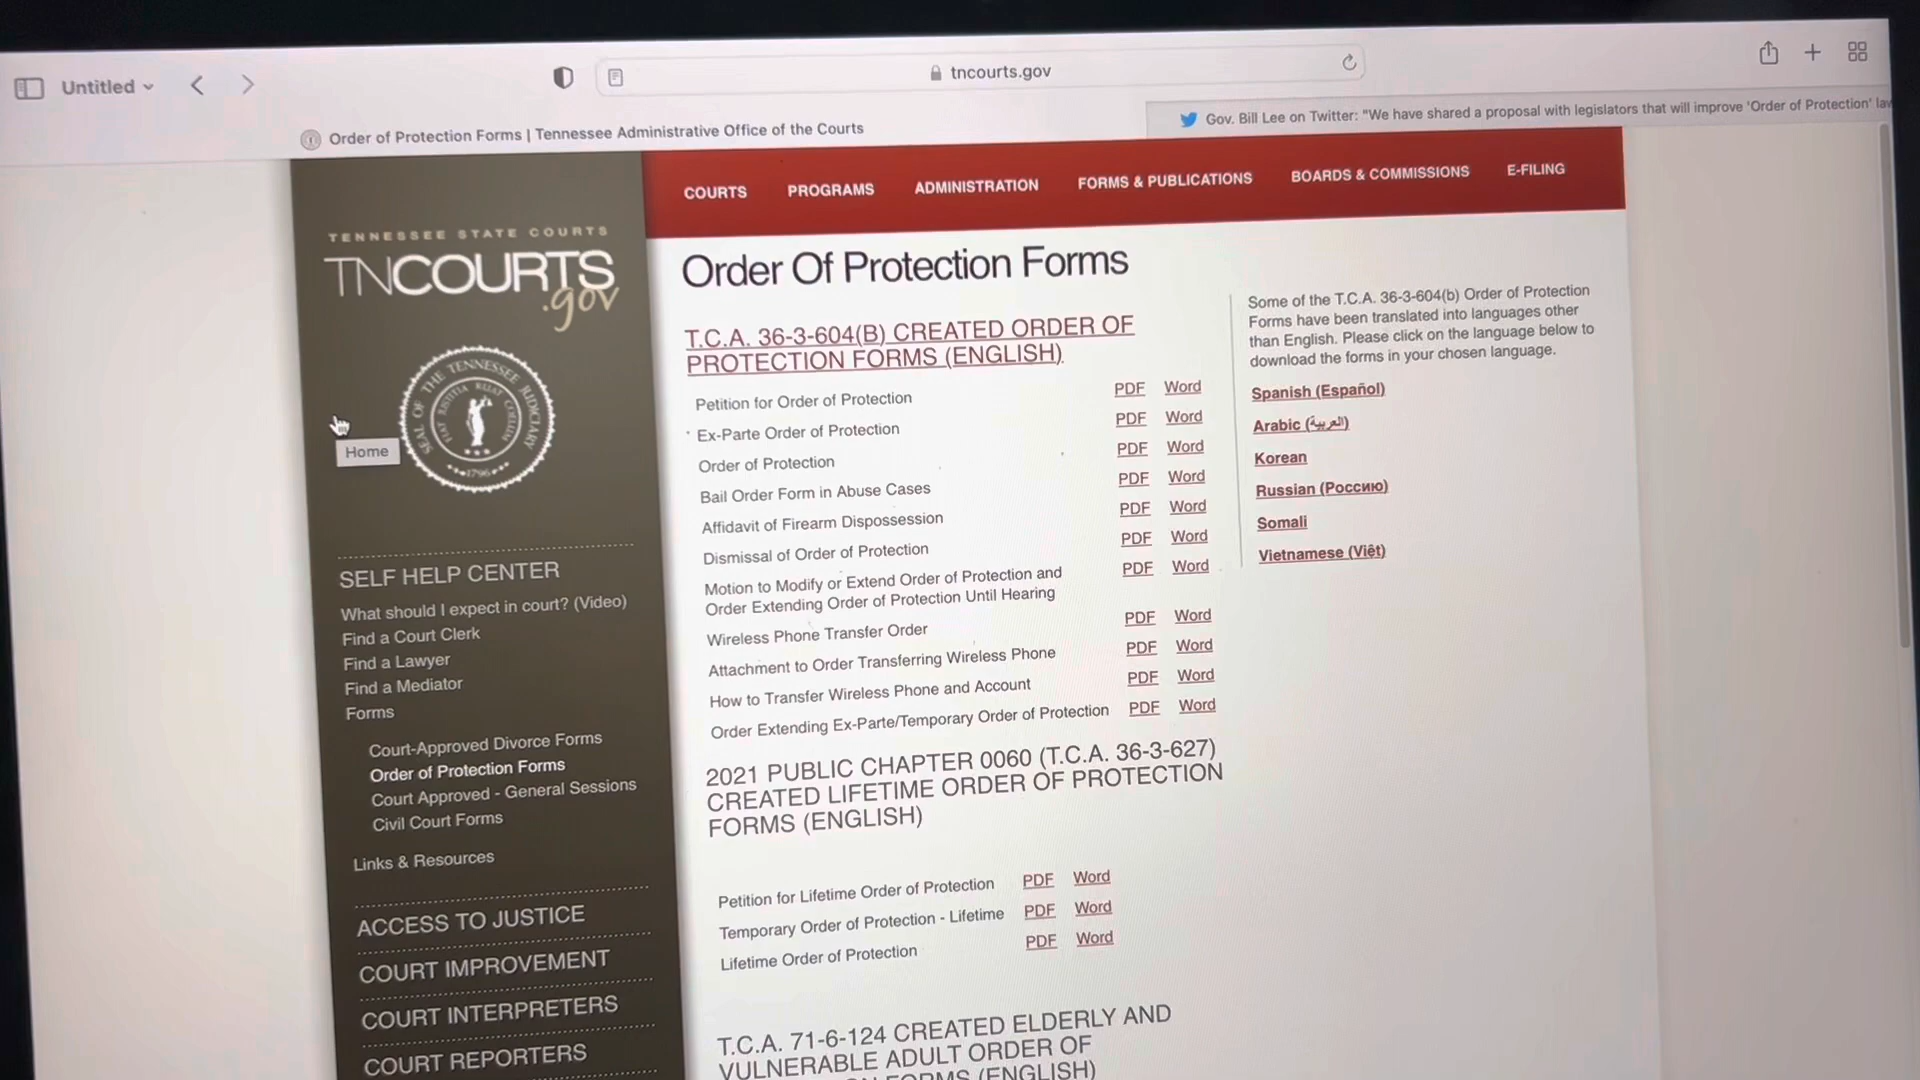 Untitled
tncourts.gov
Order of Protection Forms | Tennessee Administrative Office of the Courts
Gov. Bill Lee on Twitter: "We have shared a proposal with legislators that will improve 'Order of Protection' law
COURTS PROGRAMS ADMINISTRATION FORMS & PUBLICATIONS BOARDS & COMMISSIONS E-FILING
TENNESSEE STATE COURTS
TNCOURTS
.gov
SEAL OF THE TENNESSEE JUDICIARY
FIAT JUSTITIA RUAT COELUM
1796
Home
SELF HELP CENTER
What should I expect in court? (Video)
Find a Court Clerk
Find a Lawyer
Find a Mediator
Forms
Court-Approved Divorce Forms
Order of Protection Forms
Court Approved - General Sessions
Civil Court Forms
Links & Resources
ACCESS TO JUSTICE
COURT IMPROVEMENT
COURT INTERPRETERS
COURT REPORTERS
Order Of Protection Forms
T.C.A. 36-3-604(B) CREATED ORDER OF
PROTECTION FORMS (ENGLISH)
Petition for Order of Protection PDF Word
Ex-Parte Order of Protection PDF Word
Order of Protection PDF Word
Bail Order Form in Abuse Cases PDF Word
Affidavit of Firearm Dispossession PDF Word
Dismissal of Order of Protection PDF Word
Motion to Modify or Extend Order of Protection and PDF Word
Order Extending Order of Protection Until Hearing
Wireless Phone Transfer Order PDF Word
Attachment to Order Transferring Wireless Phone PDF Word
How to Transfer Wireless Phone and Account PDF Word
Order Extending Ex-Parte/Temporary Order of Protection PDF Word
2021 PUBLIC CHAPTER 0060 (T.C.A. 36-3-627)
CREATED LIFETIME ORDER OF PROTECTION
FORMS (ENGLISH)
Petition for Lifetime Order of Protection PDF Word
Temporary Order of Protection - Lifetime PDF Word
Lifetime Order of Protection PDF Word
T.C.A. 71-6-124 CREATED ELDERLY AND
VULNERABLE ADULT ORDER OF
FORMS (ENGLISH)
Some of the T.C.A. 36-3-604(b) Order of Protection
Forms have been translated into languages other
than English. Please click on the language below to
download the forms in your chosen language.
Spanish (Español)
Arabic (العربية)
Korean
Russian (Россию)
Somali
Vietnamese (Việt)